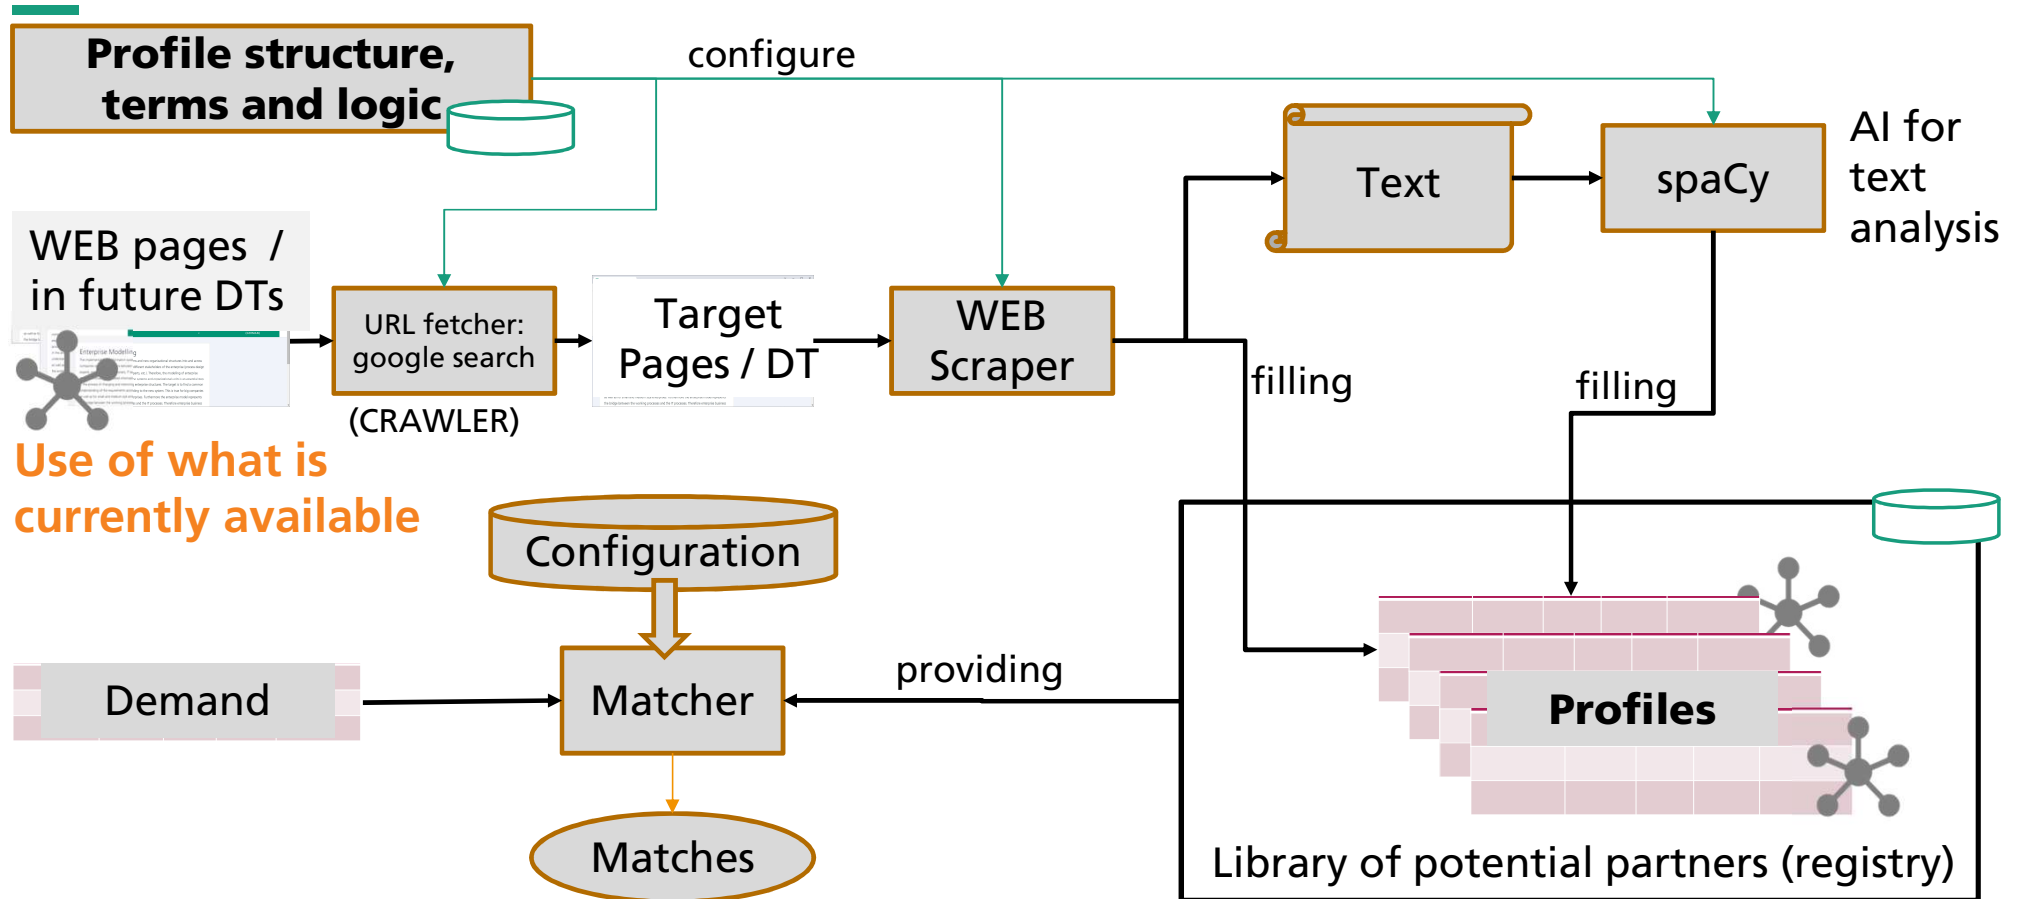 Profile structure,
terms and logic
configure
Text
spaCy
AI for
text
analysis
WEB pages /
in future DTs
Enterprise Modelling
URL fetcher:
google search
(CRAWLER)
Target
Pages / DT
WEB
Scraper
filling
filling
Use of what is
currently available
Configuration
Demand
Matcher
providing
Profiles
Matches
Library of potential partners (registry)